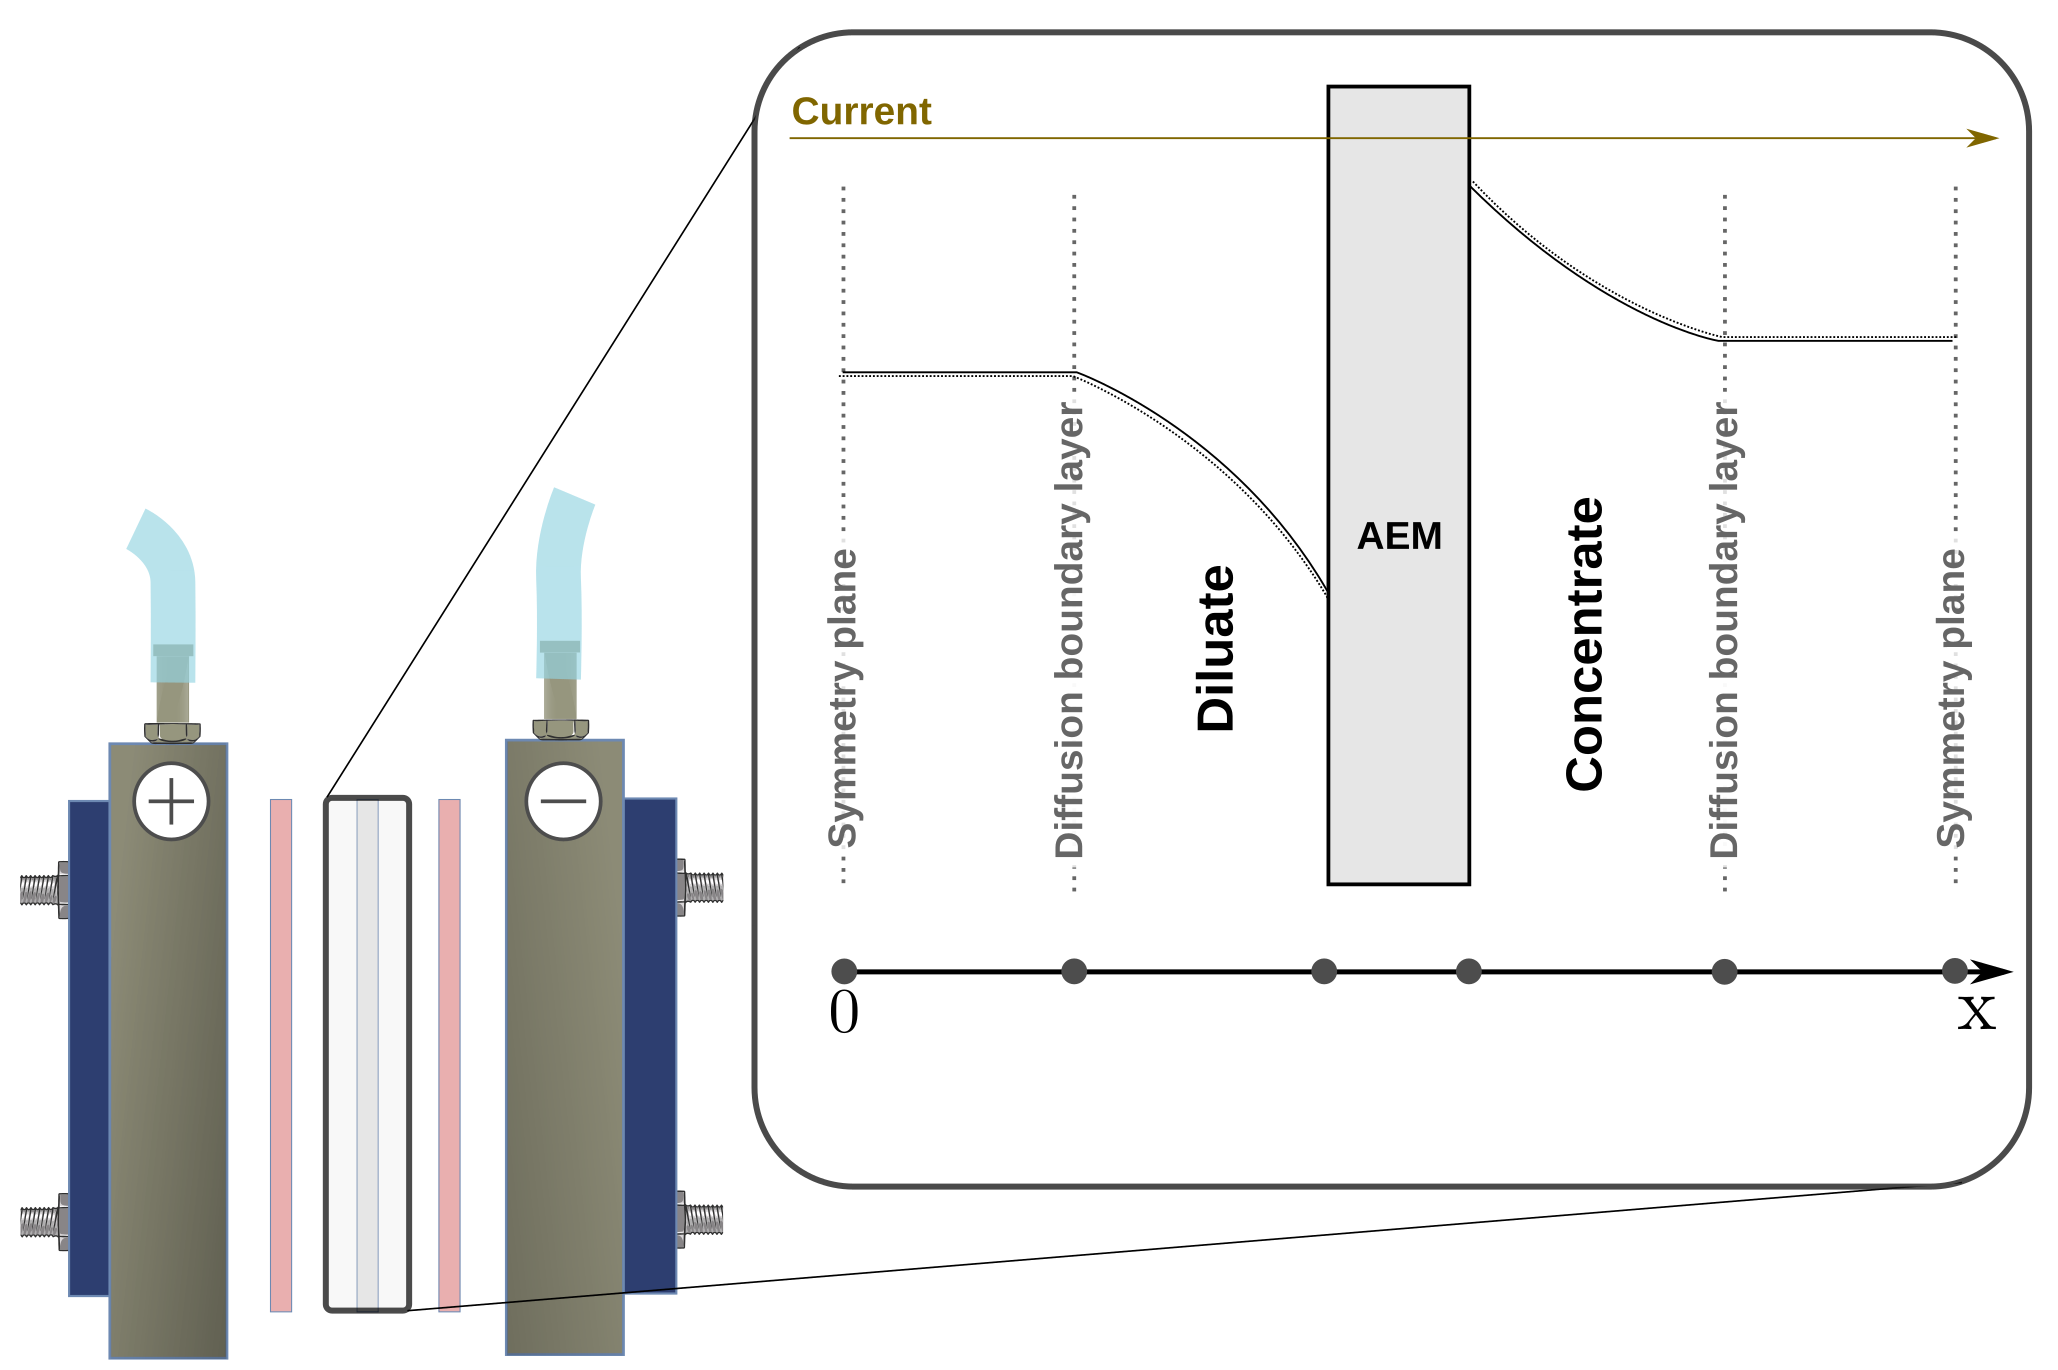 Current
AEM
Symmetry plane
Diffusion boundary layer
Diluate
Concentrate
Diffusion boundary layer
Symmetry plane
+
−
0
x